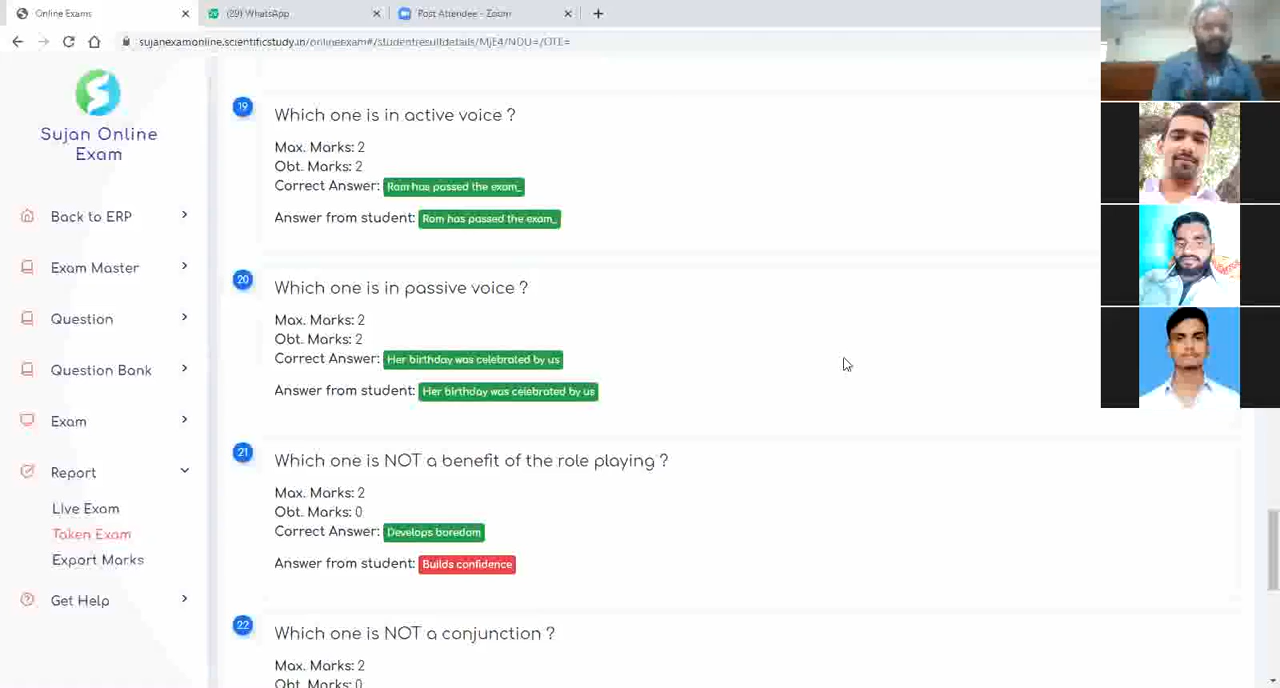 Online Exams
(29) WhatsApp
Post Attendee - Zoom
sujanexamonline.scientificstudy.in/onlineexam#/studentresultdetails/MjE4/NDU=/OTE=
Sujan Online
Exam
Back to ERP
Exam Master
Question
Question Bank
Exam
Report
Live Exam
Taken Exam
Export Marks
Get Help
19
Which one is in active voice ?
Max. Marks: 2
Obt. Marks: 2
Correct Answer: Ram has passed the exam_
Answer from student: Ram has passed the exam_
20
Which one is in passive voice ?
Max. Marks: 2
Obt. Marks: 2
Correct Answer: Her birthday was celebrated by us
Answer from student: Her birthday was celebrated by us
21
Which one is NOT a benefit of the role playing ?
Max. Marks: 2
Obt. Marks: 0
Correct Answer: Develops boredom
Answer from student: Builds confidence
22
Which one is NOT a conjunction ?
Max. Marks: 2
Obt. Marks: 0